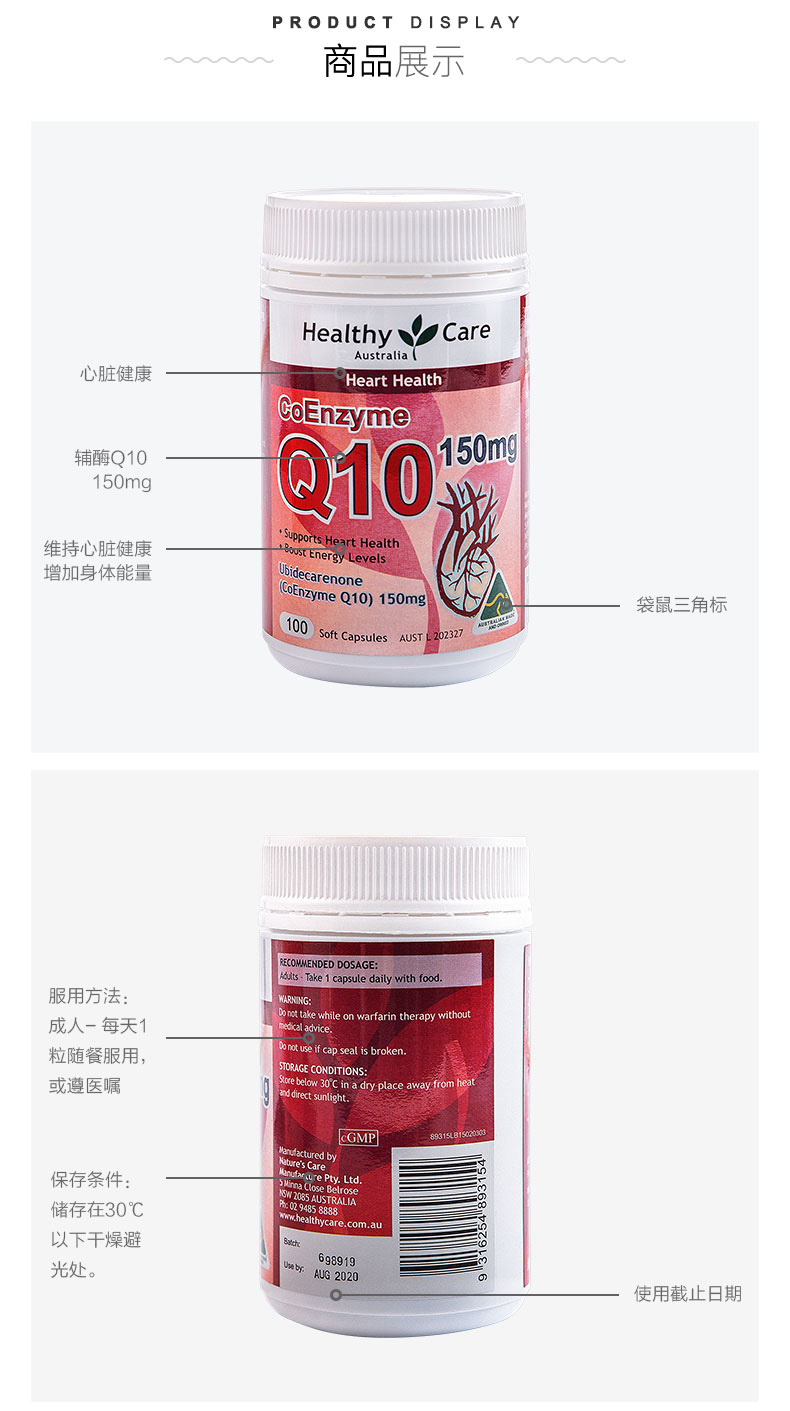 PRODUCT DISPLAY
商品展示
Healthy Care
Australia
Heart Health
CoEnzyme
Q10 150mg
• Supports Heart Health
• Boost Energy Levels
Ubidecarenone
(CoEnzyme Q10) 150mg
100 Soft Capsules AUST L 202327
AUSTRALIAN MADE
AND OWNED
心脏健康
辅酶Q10
150mg
维持心脏健康
增加身体能量
袋鼠三角标
RECOMMENDED DOSAGE:
Adults - Take 1 capsule daily with food.
WARNING:
Do not take while on warfarin therapy without
medical advice.
Do not use if cap seal is broken.
STORAGE CONDITIONS:
Store below 30°C in a dry place away from heat
and direct sunlight.
cGMP
89315LB15020303
Manufactured by
Nature's Care
Manufacture Pty. Ltd.
5 Minna Close Belrose
NSW 2085 AUSTRALIA
Ph: 02 9485 8888
www.healthycare.com.au
Batch: 698919
Use by: AUG 2020
9 316254 893154
服用方法：
成人- 每天1
粒随餐服用，
或遵医嘱
保存条件：
储存在30℃
以下干燥避
光处。
使用截止日期